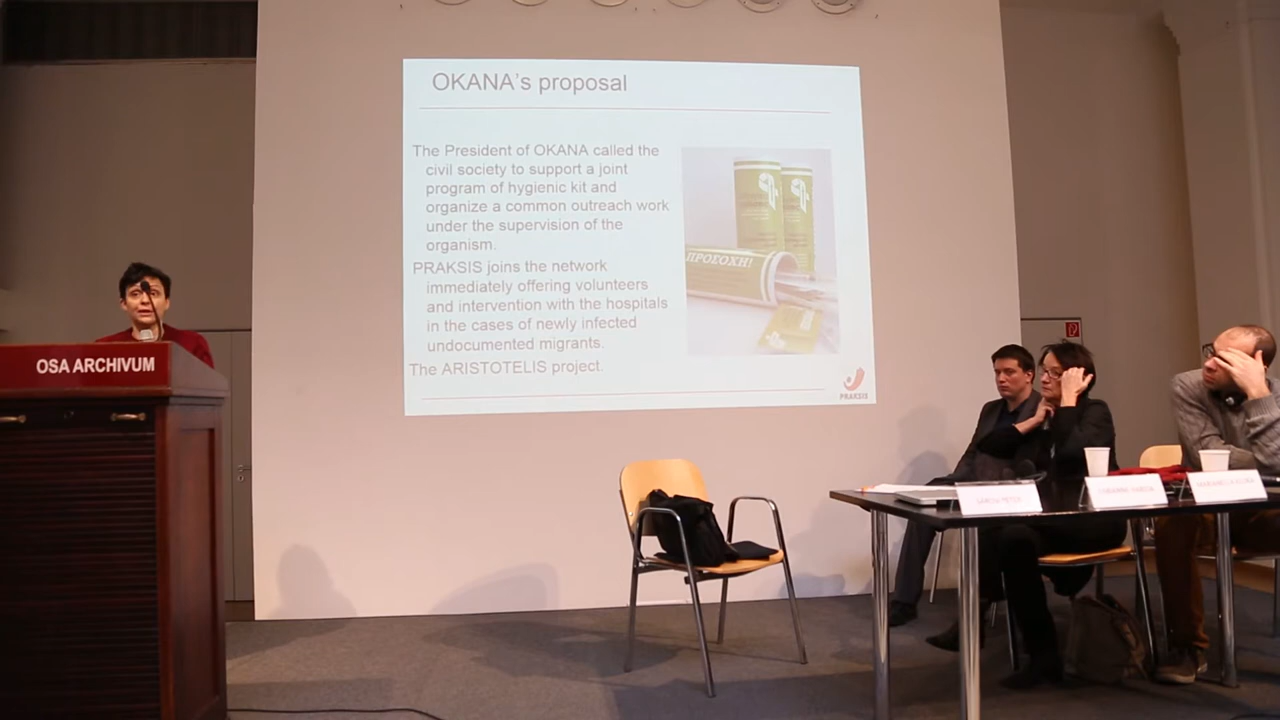 OKANA's proposal
The President of OKANA called the
civil society to support a joint
program of hygienic kit and
organize a common outreach work
under the supervision of the
organism.
PRAKSIS joins the network
immediately offering volunteers
and intervention with the hospitals
in the cases of newly infected
undocumented migrants.
The ARISTOTELIS project.
ΠΡΟΣΟΧΗ!
PRAKSIS
OSA ARCHIVUM